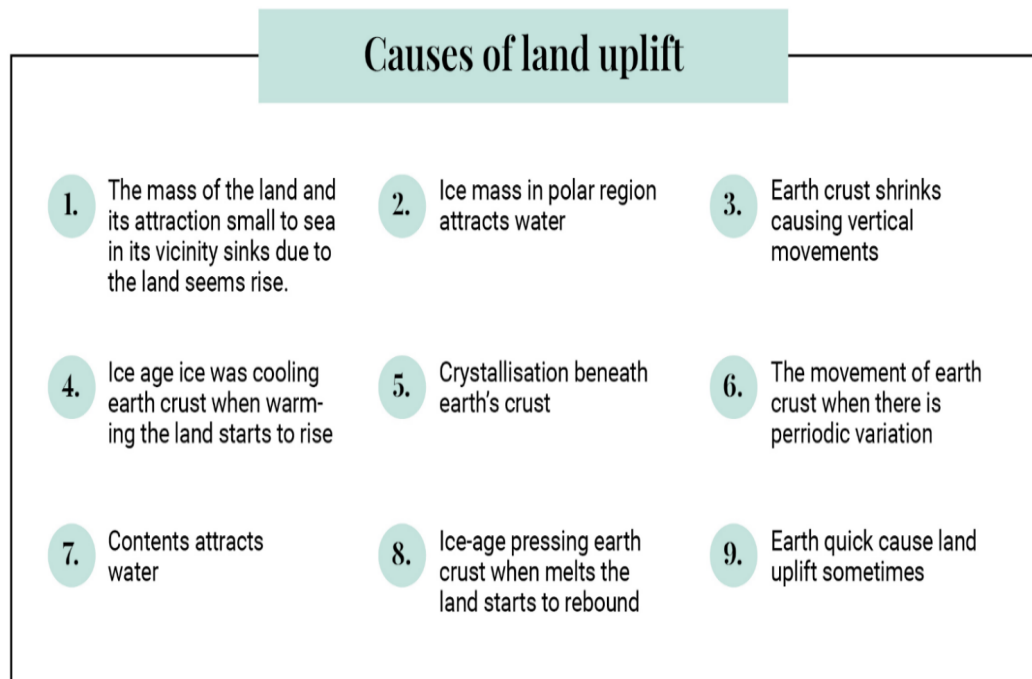 Causes of land uplift
1.
The mass of the land and
its attraction small to sea
in its vicinity sinks due to
the land seems rise.
2.
Ice mass in polar region
attracts water
3.
Earth crust shrinks
causing vertical
movements
4.
Ice age ice was cooling
earth crust when warm-
ing the land starts to rise
5.
Crystallisation beneath
earth's crust
6.
The movement of earth
crust when there is
perriodic variation
7.
Contents attracts
water
8.
Ice-age pressing earth
crust when melts the
land starts to rebound
9.
Earth quick cause land
uplift sometimes